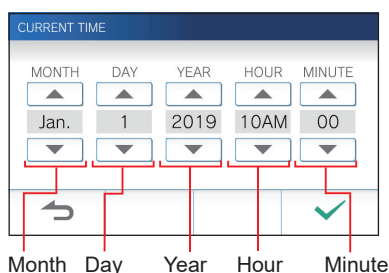 CURRENT TIME
MONTH DAY YEAR HOUR MINUTE
Jan. 1 2019 10AM 00
Month Day Year Hour Minute